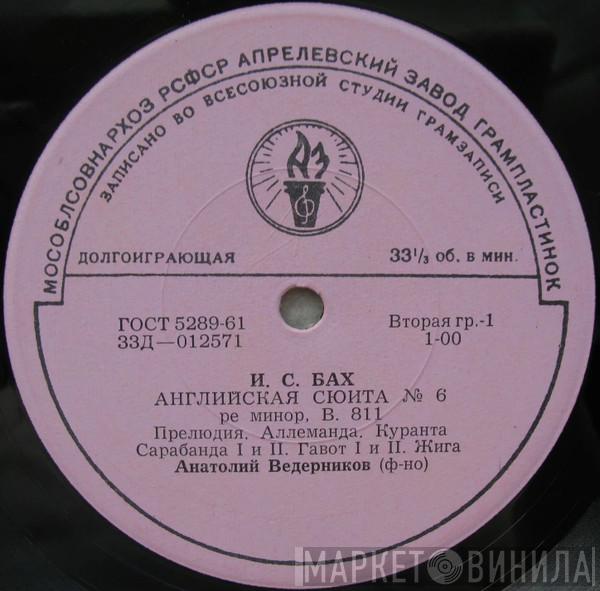 МОСОБЛСОВНАРХОЗ РСФСР АПРЕЛЕВСКИЙ ЗАВОД ГРАМПЛАСТИНОК
ЗАПИСАНО ВО ВСЕСОЮЗНОЙ СТУДИИ ГРАМЗАПИСИ
АЗ
ДОЛГОИГРАЮЩАЯ
33⅓ об. в мин.
ГОСТ 5289-61
33Д—012571
Вторая гр.-1
1-00
И. С. БАХ
АНГЛИЙСКАЯ СЮИТА № 6
ре минор, В. 811
Прелюдия. Аллеманда. Куранта
Сарабанда I и II. Гавот I и II. Жига
Анатолий Ведерников (ф-но)
МАРКЕТ ВИНИЛА